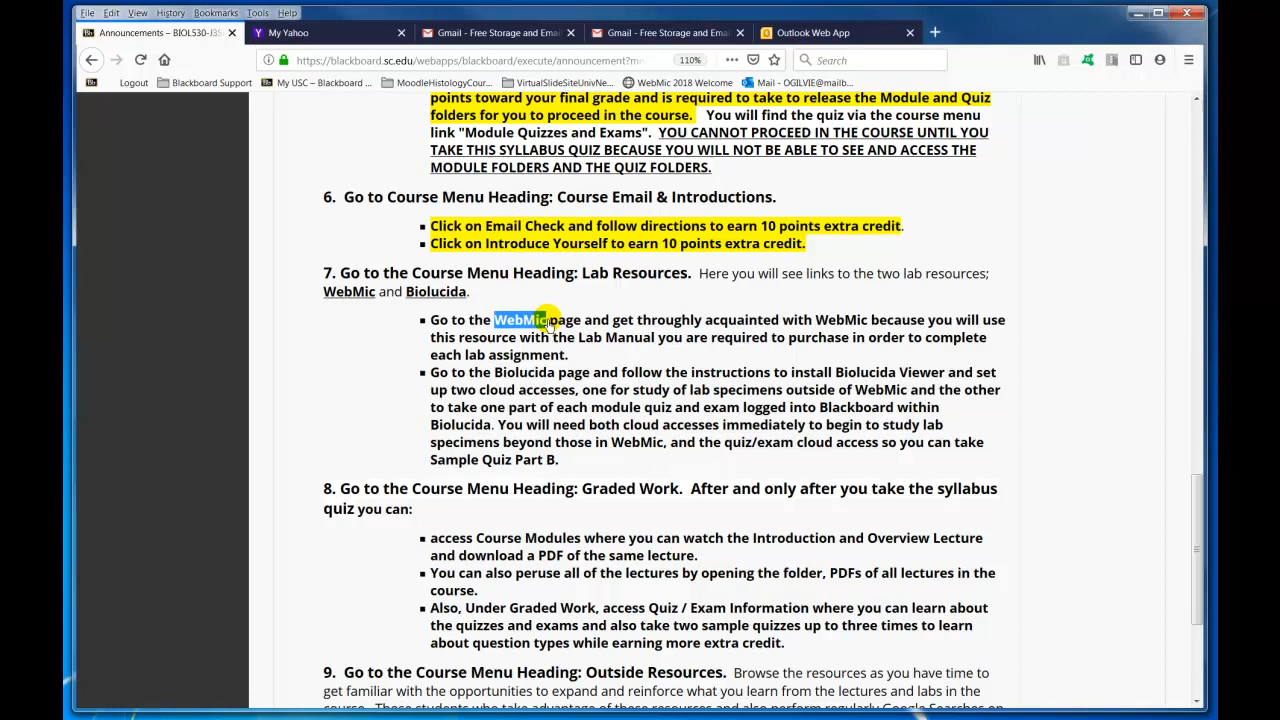 File Edit View History Bookmarks Tools Help
Announcements – BIOL530-J35 My Yahoo Gmail - Free Storage and Emai Gmail - Free Storage and Emai Outlook Web App
https://blackboard.sc.edu/webapps/blackboard/execute/announcement?m 110% Search
Logout Blackboard Support My USC – Blackboard ... MoodleHistologyCour... VirtualSlideSiteUnivNe... WebMic 2018 Welcome Mail - OGILVIE@mailb...
points toward your final grade and is required to take to release the Module and Quiz
folders for you to proceed in the course. You will find the quiz via the course menu
link "Module Quizzes and Exams". YOU CANNOT PROCEED IN THE COURSE UNTIL YOU
TAKE THIS SYLLABUS QUIZ BECAUSE YOU WILL NOT BE ABLE TO SEE AND ACCESS THE
MODULE FOLDERS AND THE QUIZ FOLDERS.
6. Go to Course Menu Heading: Course Email & Introductions.
Click on Email Check and follow directions to earn 10 points extra credit.
Click on Introduce Yourself to earn 10 points extra credit.
7. Go to the Course Menu Heading: Lab Resources. Here you will see links to the two lab resources;
WebMic and Biolucida.
Go to the WebMic page and get throughly acquainted with WebMic because you will use
this resource with the Lab Manual you are required to purchase in order to complete
each lab assignment.
Go to the Biolucida page and follow the instructions to install Biolucida Viewer and set
up two cloud accesses, one for study of lab specimens outside of WebMic and the other
to take one part of each module quiz and exam logged into Blackboard within
Biolucida. You will need both cloud accesses immediately to begin to study lab
specimens beyond those in WebMic, and the quiz/exam cloud access so you can take
Sample Quiz Part B.
8. Go to the Course Menu Heading: Graded Work. After and only after you take the syllabus
quiz you can:
access Course Modules where you can watch the Introduction and Overview Lecture
and download a PDF of the same lecture.
You can also peruse all of the lectures by opening the folder, PDFs of all lectures in the
course.
Also, Under Graded Work, access Quiz / Exam Information where you can learn about
the quizzes and exams and also take two sample quizzes up to three times to learn
about question types while earning more extra credit.
9. Go to the Course Menu Heading: Outside Resources. Browse the resources as you have time to
get familiar with the opportunities to expand and reinforce what you learn from the lectures and labs in the
course. Those students who take advantage of these resources and also perform regularly Google Searches on